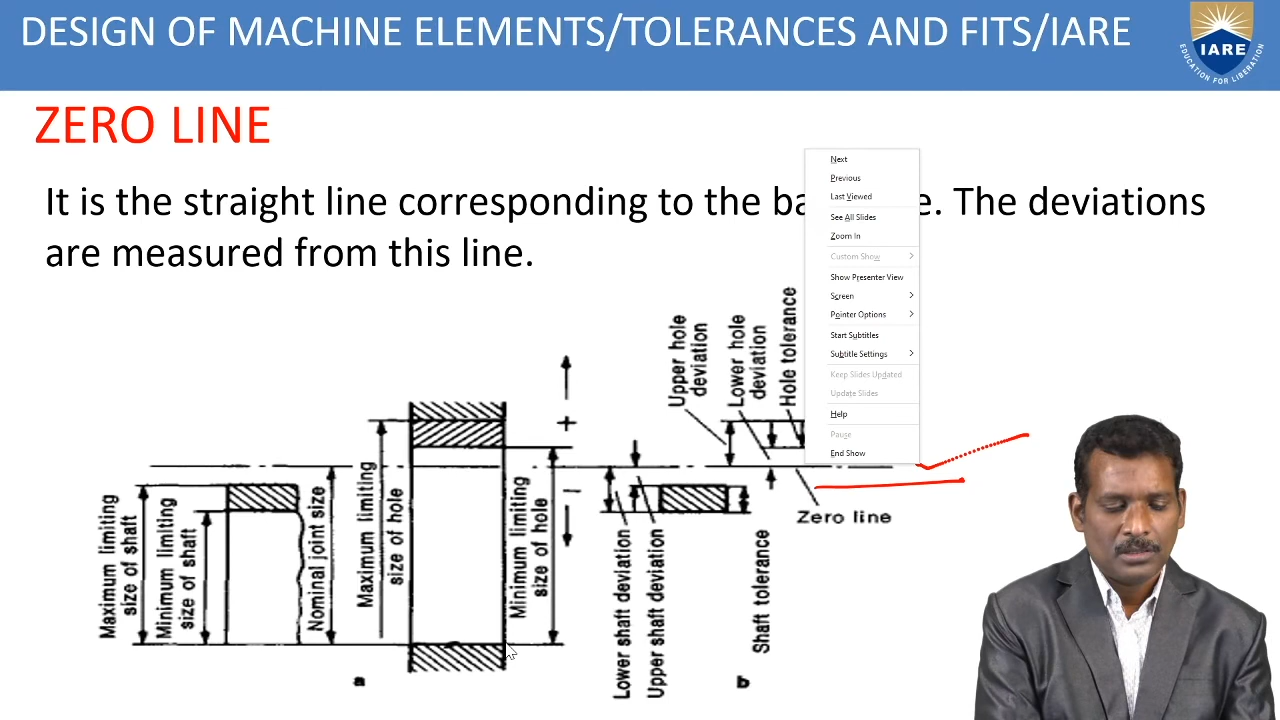 DESIGN OF MACHINE ELEMENTS/TOLERANCES AND FITS/IARE
IARE
EDUCATION FOR LIBERATION
ZERO LINE
It is the straight line corresponding to the ba e. The deviations
are measured from this line.
Next
Previous
Last Viewed
See All Slides
Zoom In
Custom Show
Show Presenter View
Screen
Pointer Options
Start Subtitles
Subtitle Settings
Keep Slides Updated
Update Slides
Help
Pause
End Show
Maximum limiting
size of shaft
Minimum limiting
size of shaft
Nominal joint size
Maximum limiting
size of hole
Minimum limiting
size of hole
+
Lower shaft deviation
Upper shaft deviation
Upper hole
deviation
Lower hole
deviation
Hole tolerance
Shaft tolerance
Zero line
a
b